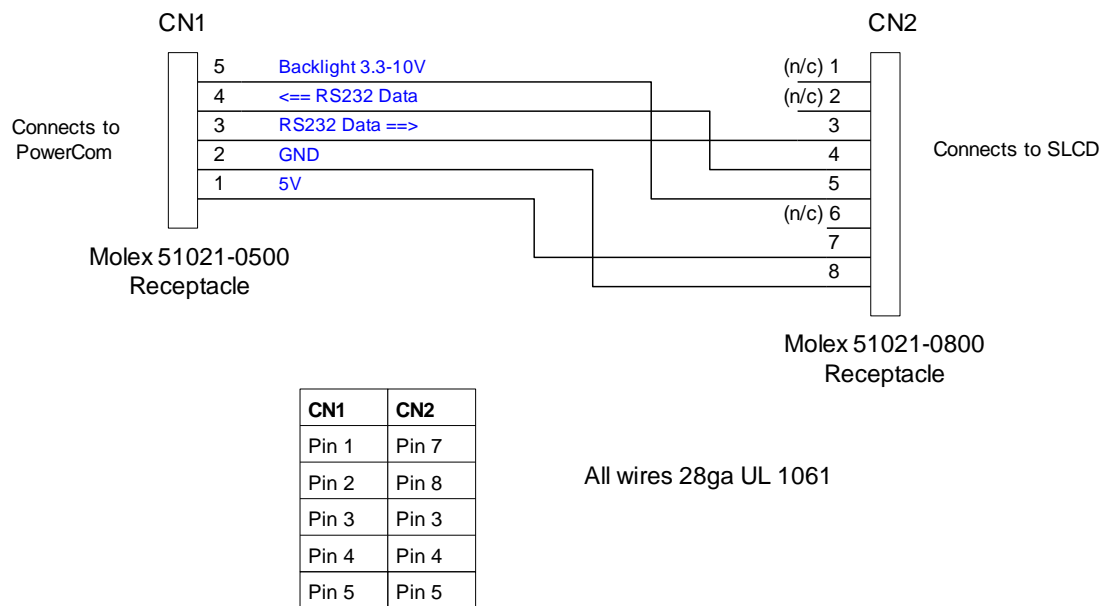 CN1
CN2
5 Backlight 3.3-10V
4 <== RS232 Data
3 RS232 Data ==>
2 GND
1 5V
Connects to
PowerCom
Molex 51021-0500
Receptacle
(n/c) 1
(n/c) 2
3
4
5
(n/c) 6
7
8
Connects to SLCD
Molex 51021-0800
Receptacle
CN1 CN2
Pin 1 Pin 7
Pin 2 Pin 8
Pin 3 Pin 3
Pin 4 Pin 4
Pin 5 Pin 5
All wires 28ga UL 1061